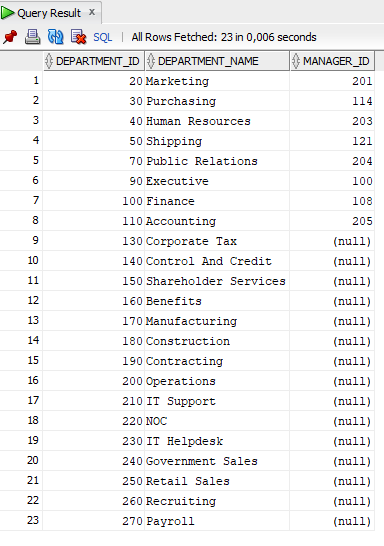 Query Result x
SQL | All Rows Fetched: 23 in 0,006 seconds
DEPARTMENT_ID DEPARTMENT_NAME MANAGER_ID
1 20 Marketing 201
2 30 Purchasing 114
3 40 Human Resources 203
4 50 Shipping 121
5 70 Public Relations 204
6 90 Executive 100
7 100 Finance 108
8 110 Accounting 205
9 130 Corporate Tax (null)
10 140 Control And Credit (null)
11 150 Shareholder Services (null)
12 160 Benefits (null)
13 170 Manufacturing (null)
14 180 Construction (null)
15 190 Contracting (null)
16 200 Operations (null)
17 210 IT Support (null)
18 220 NOC (null)
19 230 IT Helpdesk (null)
20 240 Government Sales (null)
21 250 Retail Sales (null)
22 260 Recruiting (null)
23 270 Payroll (null)